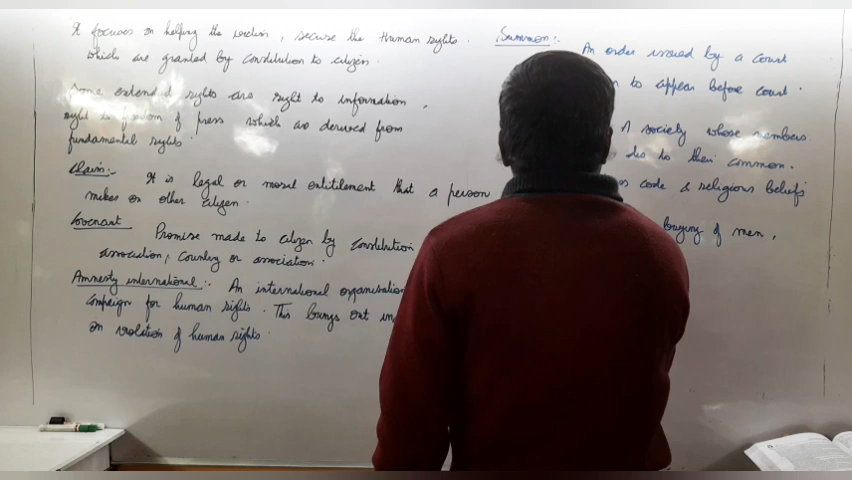 It focuses on helping the victim, secure the Human rights.
which are granted by Constitution to citizen.
Some extend rights are right to information,
right to freedom of press which are derived from
fundamental rights.
Claim:-
It is legal or moral entitlement that a person
makes on other citizen.
Covenant
Promise made to citizen by Constitution
association, Country or association.
Amnesty international:- An international organisation
Campaign for human rights. This brings out
on violation of human rights.
Summon:-
An order issued by a Court
to appear before court.
A society whose members
to their common.
code & religious beliefs
buying of men,